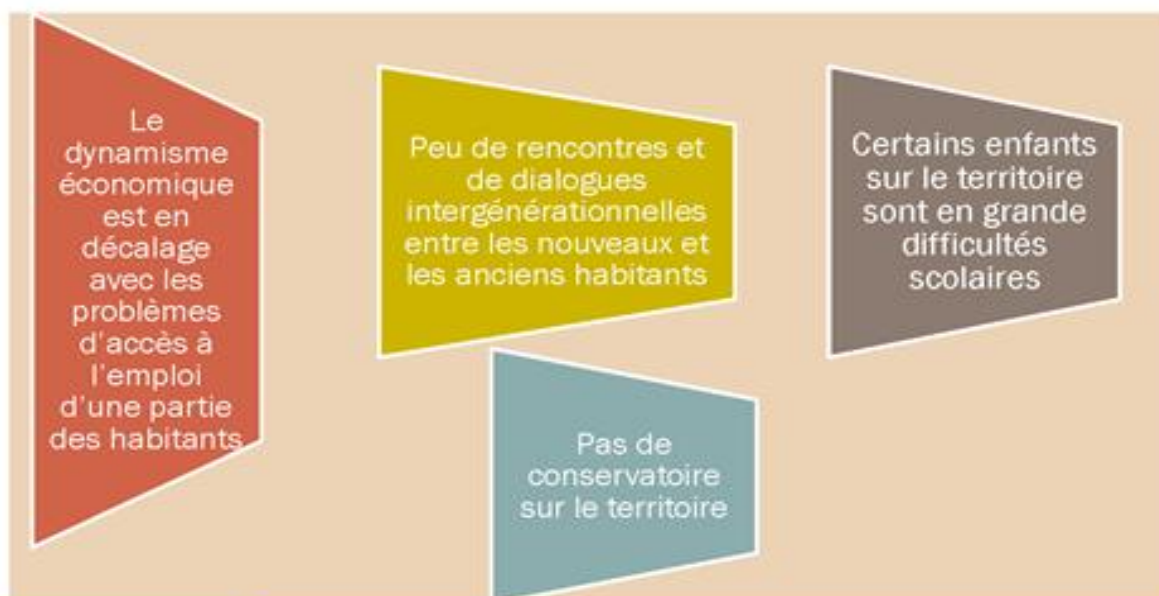 Le
dynamisme
économique
est en
décalage
avec les
problèmes
d'accès à
l'emploi
d'une partie
des habitants
Peu de rencontres et
de dialogues
intergénérationnelles
entre les nouveaux et
les anciens habitants
Certains enfants
sur le territoire
sont en grande
difficultés
scolaires
Pas de
conservatoire
sur le territoire